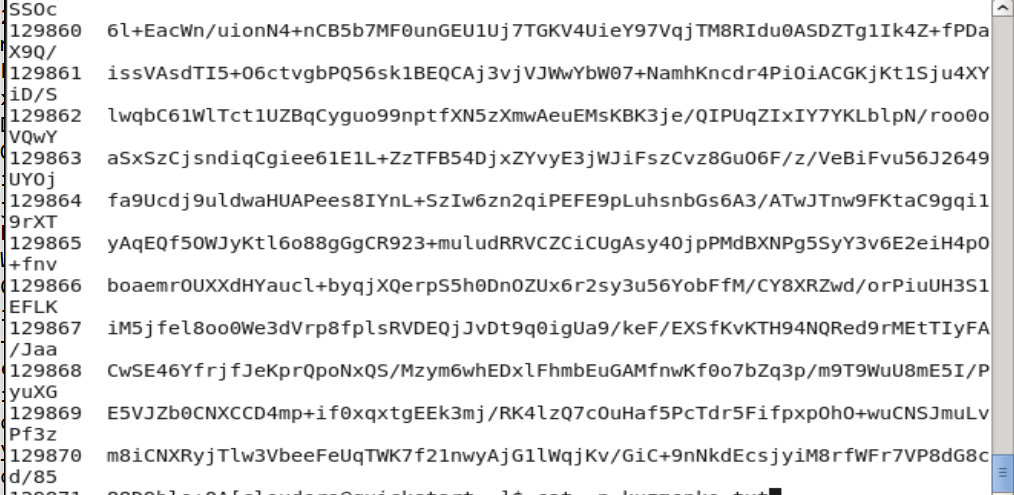 SSOc
129860  6l+EacWn/uionN4+nCB5b7MF0unGEU1Uj7TGKV4UieY97VqjTM8RIdu0ASDZTg1Ik4Z+fPDa
X9Q/
129861  issVAsdTI5+O6ctvgbPQ56sk1BEQCAj3vjVJWwYbW07+NamhKncdr4PiOiACGKjKt1Sju4XY
iD/S
129862  lwqbC61WlTct1UZBqCyguo99nptfXN5zXmwAeuEMsKBK3je/QIPUqZIxIY7YKLblpN/roo0o
VQwY
129863  aSxSzCjsndiqCgiee61E1L+ZzTFB54DjxZYvyE3jWJiFszCvz8GuO6F/z/VeBiFvu56J2649
UYOj
129864  fa9Ucdj9uldwaHUAPees8IYnL+SzIw6zn2qiPEFE9pLuhsnbGs6A3/ATwJTnw9FKtaC9gqi1
9rXT
129865  yAqEQf5OWJyKtl6o88gGgCR923+muludRRVCZCiCUgAsy4OjpPMdBXNPg5SyY3v6E2eiH4pO
+fnv
129866  boaemrOUXXdHYaucl+byqjXQerpS5h0DnOZUx6r2sy3u56YobFfM/CY8XRZwd/orPiuUH3S1
EFLK
129867  iM5jfel8oo0We3dVrp8fplsRVDEQjJvDt9q0igUa9/keF/EXSfKvKTH94NQRed9rMEtTIyFA
/Jaa
129868  CwSE46YfrjfJeKprQpoNxQS/Mzym6whEDxlFhmbEuGAMfnwKf0o7bZq3p/m9T9WuU8mE5I/P
yuXG
129869  E5VJZb0CNXCCD4mp+if0xqxtgEEk3mj/RK4lzQ7cOuHaf5PcTdr5FifpxpOhO+wuCNSJmuLv
Pf3z
129870  m8iCNXRyjTlw3VbeeFeUqTWK7f21nwyAjG1lWqjKv/GiC+9nNkdEcsjyiM8rfWFr7VP8dG8c
d/85